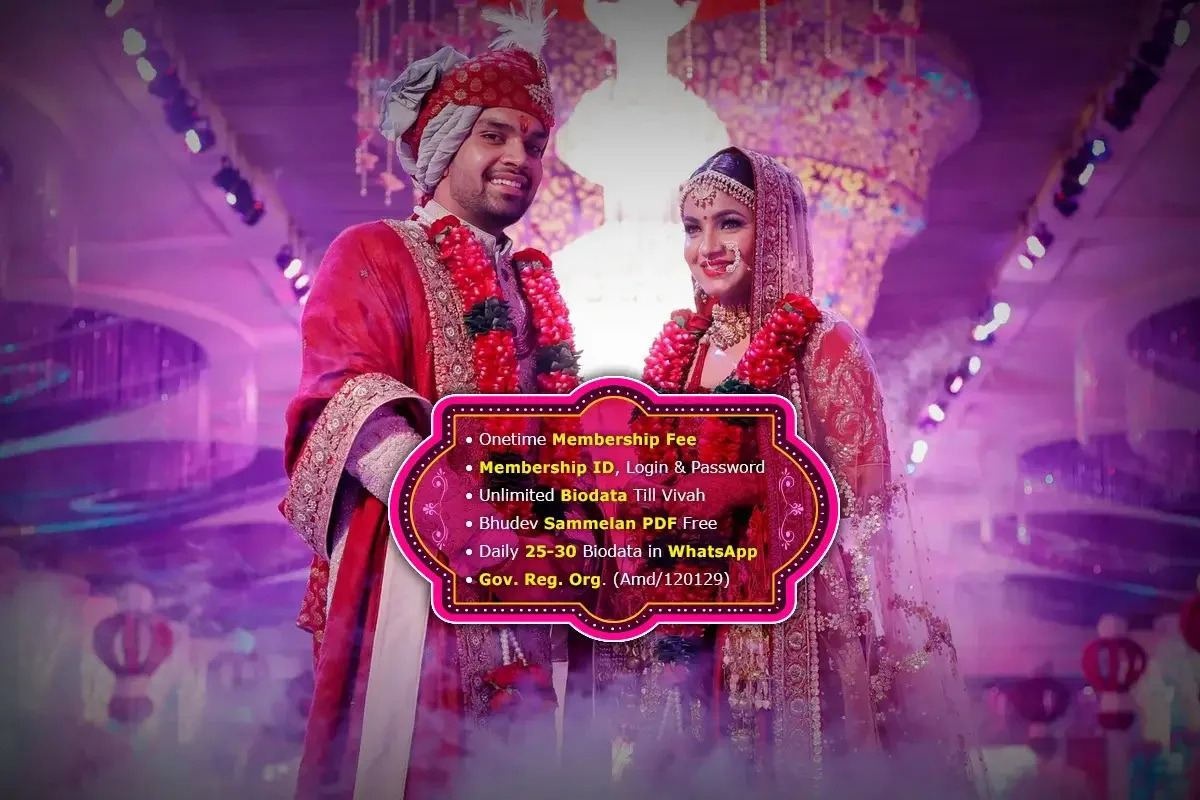 • Onetime Membership Fee
• Membership ID, Login & Password
• Unlimited Biodata Till Vivah
• Bhudev Sammelan PDF Free
• Daily 25-30 Biodata in WhatsApp
• Gov. Reg. Org. (Amd/120129)